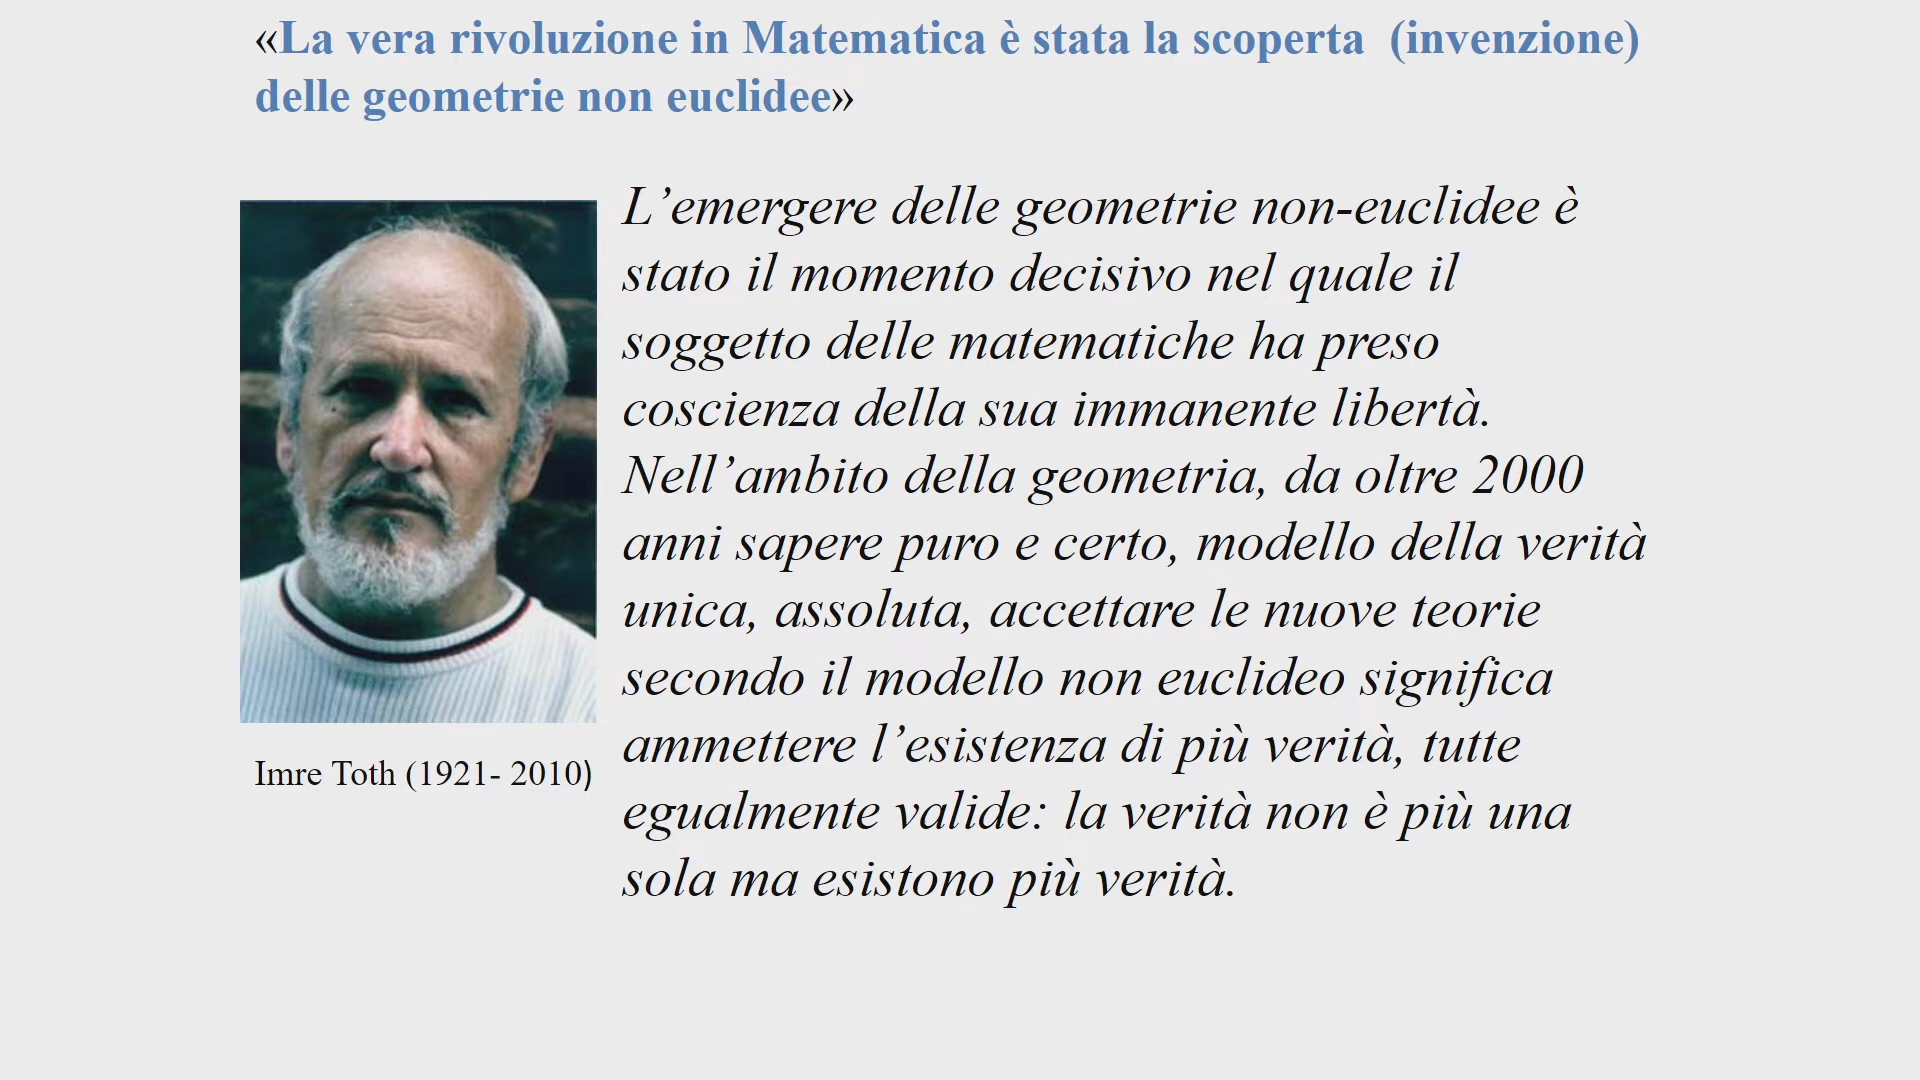 «La vera rivoluzione in Matematica è stata la scoperta (invenzione)
delle geometrie non euclidee»
L’emergere delle geometrie non-euclidee è
stato il momento decisivo nel quale il
soggetto delle matematiche ha preso
coscienza della sua immanente libertà.
Nell’ambito della geometria, da oltre 2000
anni sapere puro e certo, modello della verità
unica, assoluta, accettare le nuove teorie
secondo il modello non euclideo significa
ammettere l’esistenza di più verità, tutte
egualmente valide: la verità non è più una
sola ma esistono più verità.
Imre Toth (1921- 2010)